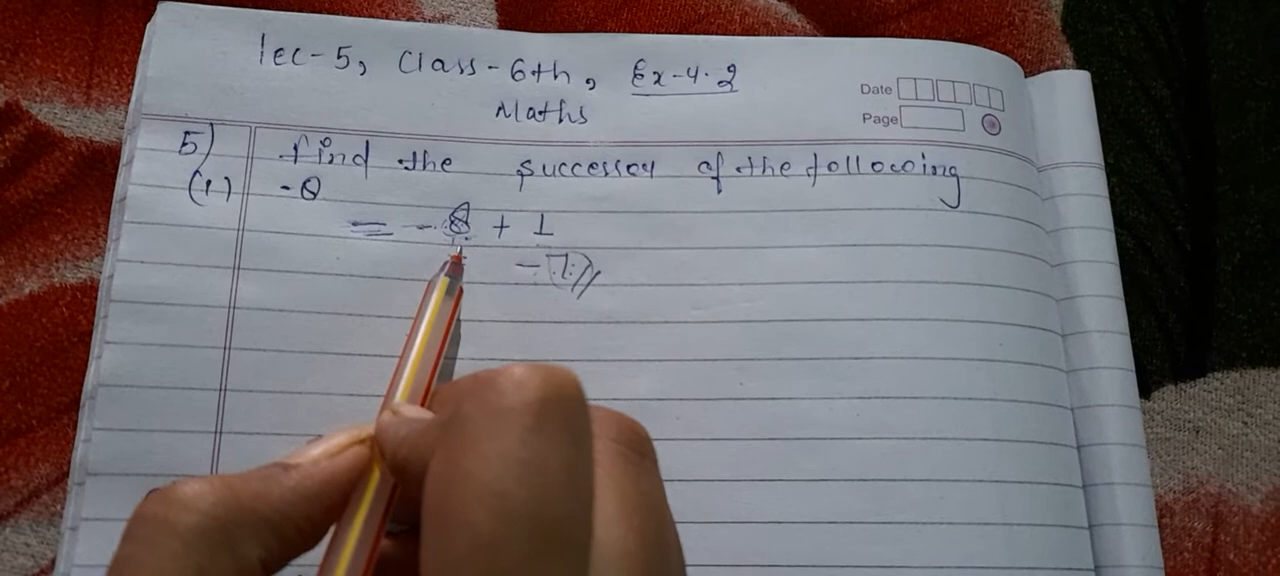 lec-5, Class-6th, Ex-4.2
Maths
Date
Page
5) find the successor of the following
(1) -8
= -8 + 1
-7